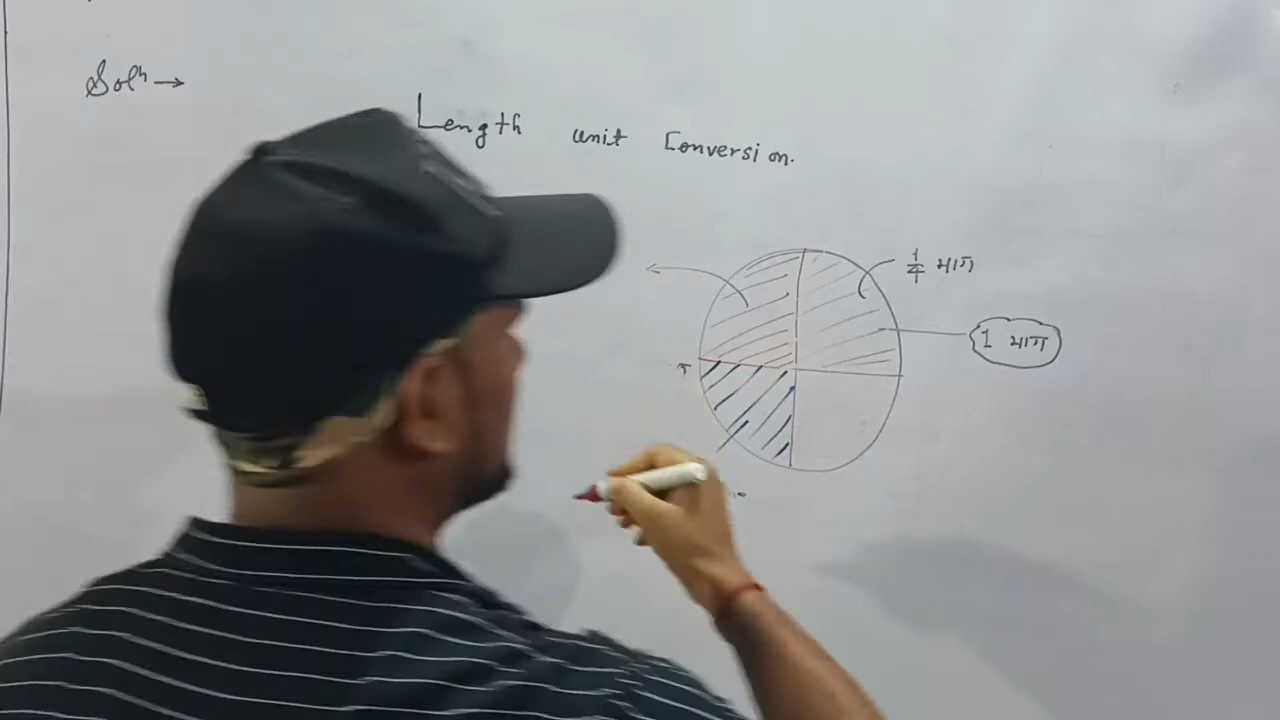 Solⁿ →
Length unit Conversion.
1/4 भाग
1 भाग